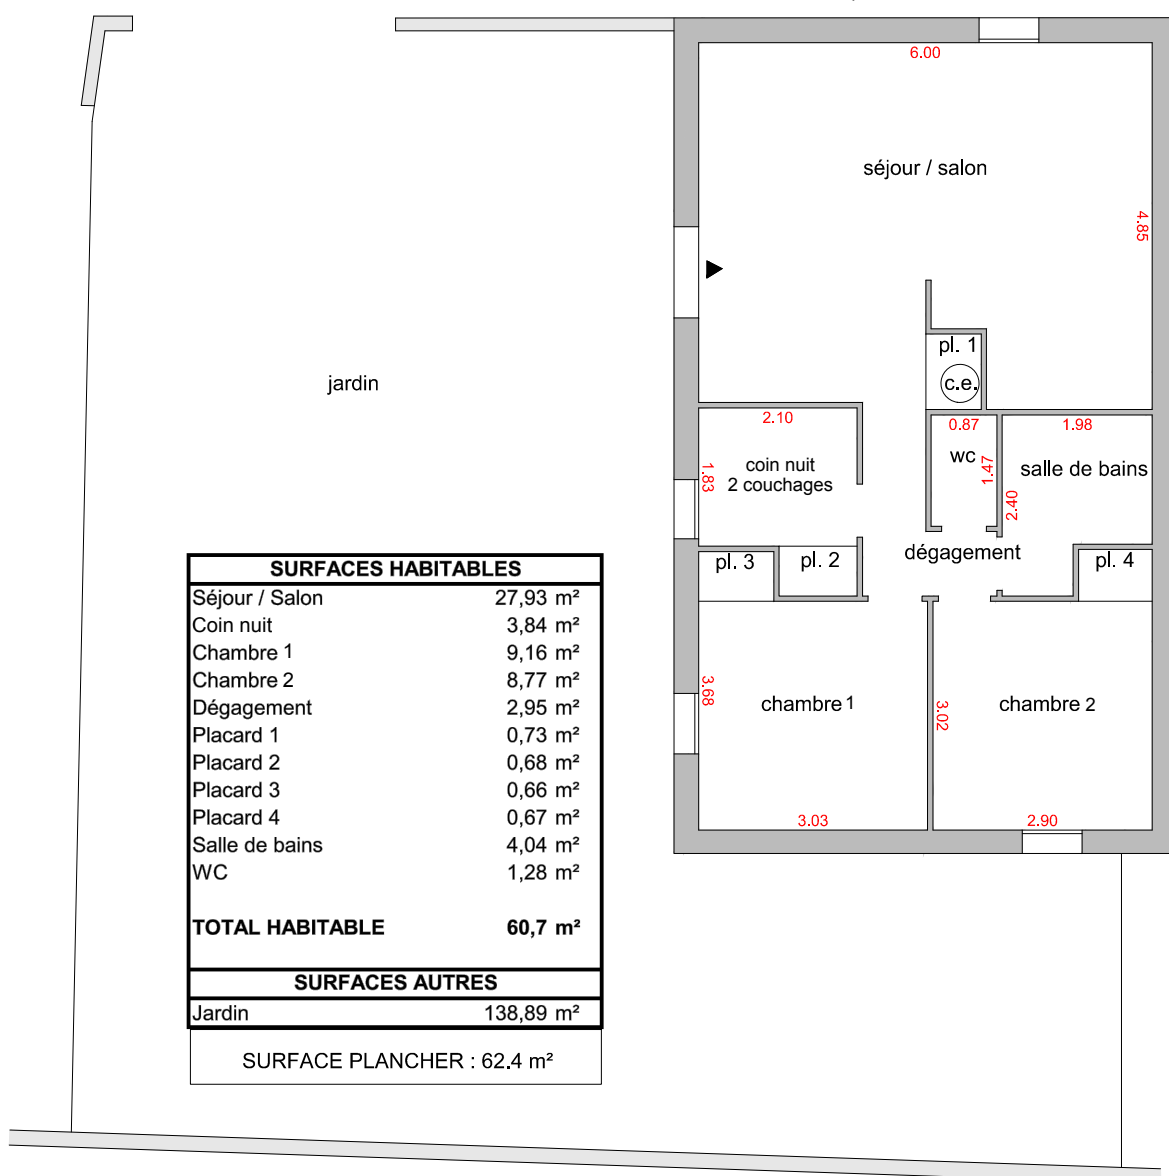 6.00
séjour / salon
4.85
pl. 1
c.e.
jardin
2.10
0.87
1.98
coin nuit
2 couchages
1.83
wc
1.47
salle de bains
2.40
dégagement
pl. 3
pl. 2
pl. 4
3.68
chambre 1
3.02
chambre 2
3.03
2.90
SURFACES HABITABLES
Séjour / Salon 27,93 m²
Coin nuit 3,84 m²
Chambre 1 9,16 m²
Chambre 2 8,77 m²
Dégagement 2,95 m²
Placard 1 0,73 m²
Placard 2 0,68 m²
Placard 3 0,66 m²
Placard 4 0,67 m²
Salle de bains 4,04 m²
WC 1,28 m²
TOTAL HABITABLE 60,7 m²
SURFACES AUTRES
Jardin 138,89 m²
SURFACE PLANCHER : 62.4 m²